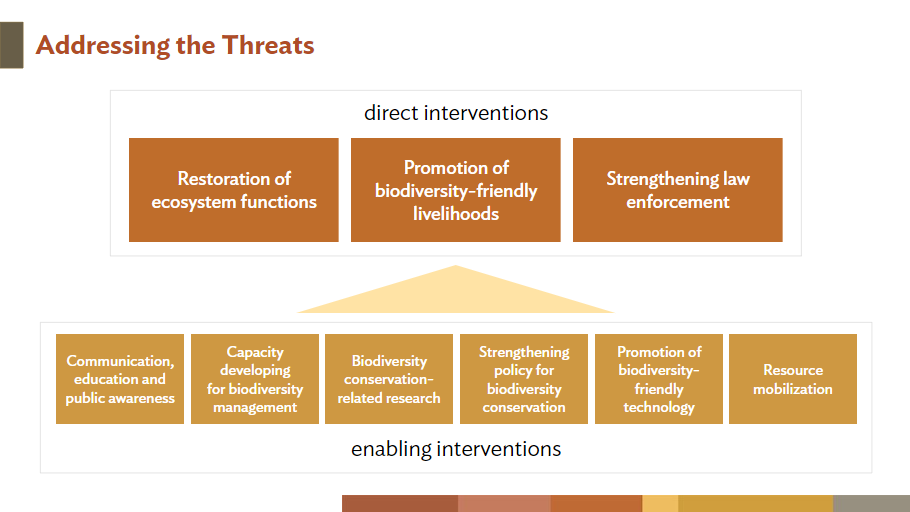 Addressing the Threats
direct interventions
Restoration of
ecosystem functions
Promotion of
biodiversity-friendly
livelihoods
Strengthening law
enforcement
Communication,
education and
public awareness
Capacity
developing
for biodiversity
management
Biodiversity
conservation-
related research
Strengthening
policy for
biodiversity
conservation
Promotion of
biodiversity-
friendly
technology
Resource
mobilization
enabling interventions